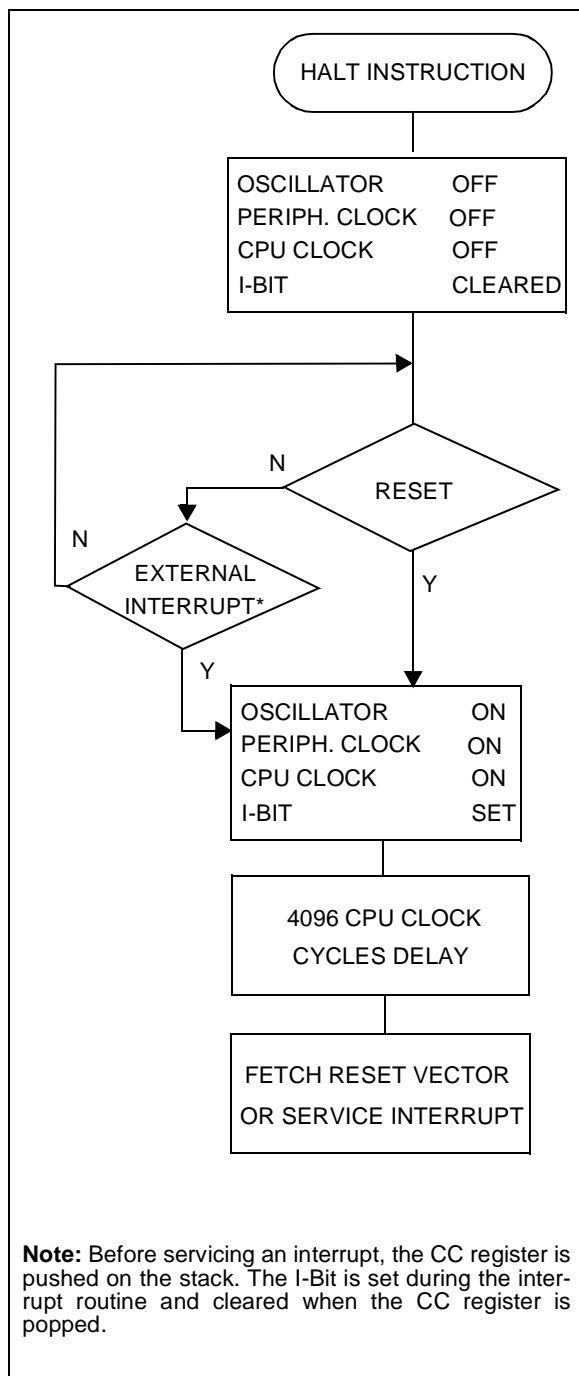 HALT INSTRUCTION
OSCILLATOR OFF
PERIPH. CLOCK OFF
CPU CLOCK OFF
I-BIT CLEARED
N
RESET
N
EXTERNAL
INTERRUPT*
Y
Y
OSCILLATOR ON
PERIPH. CLOCK ON
CPU CLOCK ON
I-BIT SET
4096 CPU CLOCK
CYCLES DELAY
FETCH RESET VECTOR
OR SERVICE INTERRUPT
Note: Before servicing an interrupt, the CC register is
pushed on the stack. The I-Bit is set during the inter-
rupt routine and cleared when the CC register is
popped.